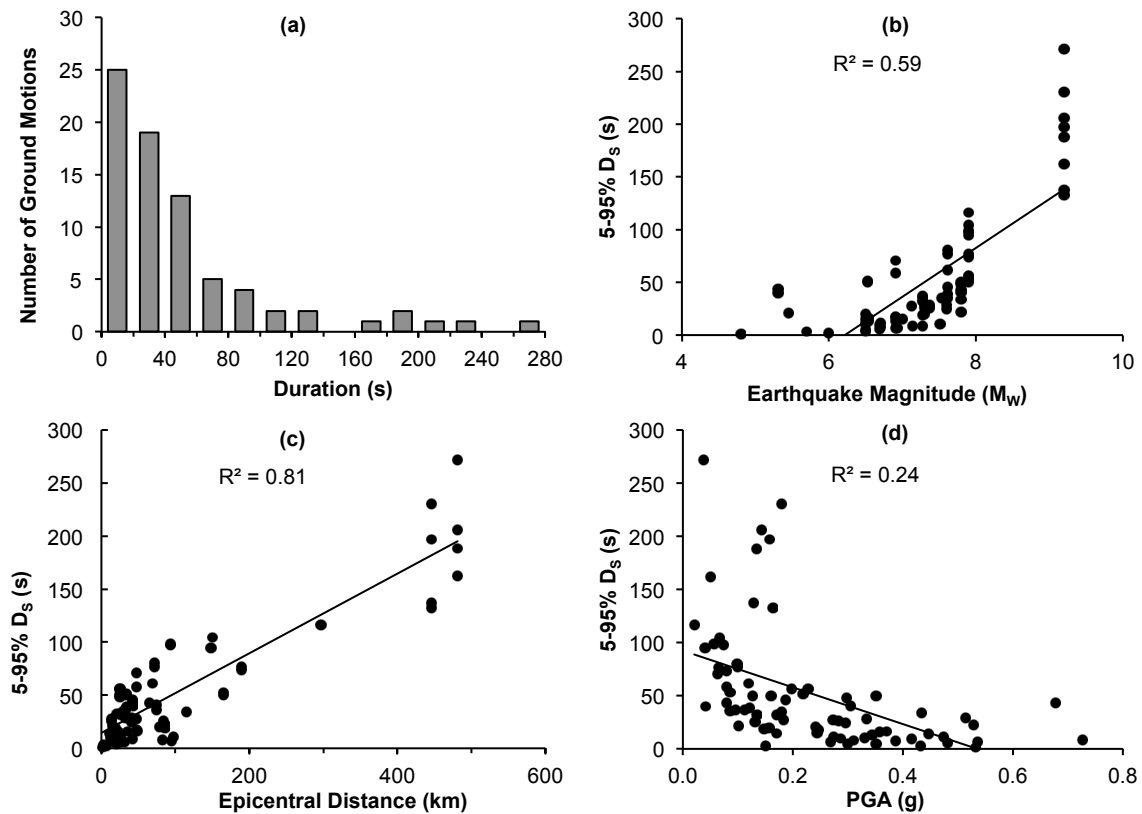 (a)
Number of Ground Motions
30
25
20
15
10
5
0
0 40 80 120 160 200 240 280
Duration (s)
(b)
R² = 0.59
5-95% D_S (s)
300
250
200
150
100
50
0
4 6 8 10
Earthquake Magnitude (M_W)
(c)
R² = 0.81
5-95% D_S (s)
300
250
200
150
100
50
0
0 200 400 600
Epicentral Distance (km)
(d)
R² = 0.24
5-95% D_S (s)
300
250
200
150
100
50
0
0.0 0.2 0.4 0.6 0.8
PGA (g)